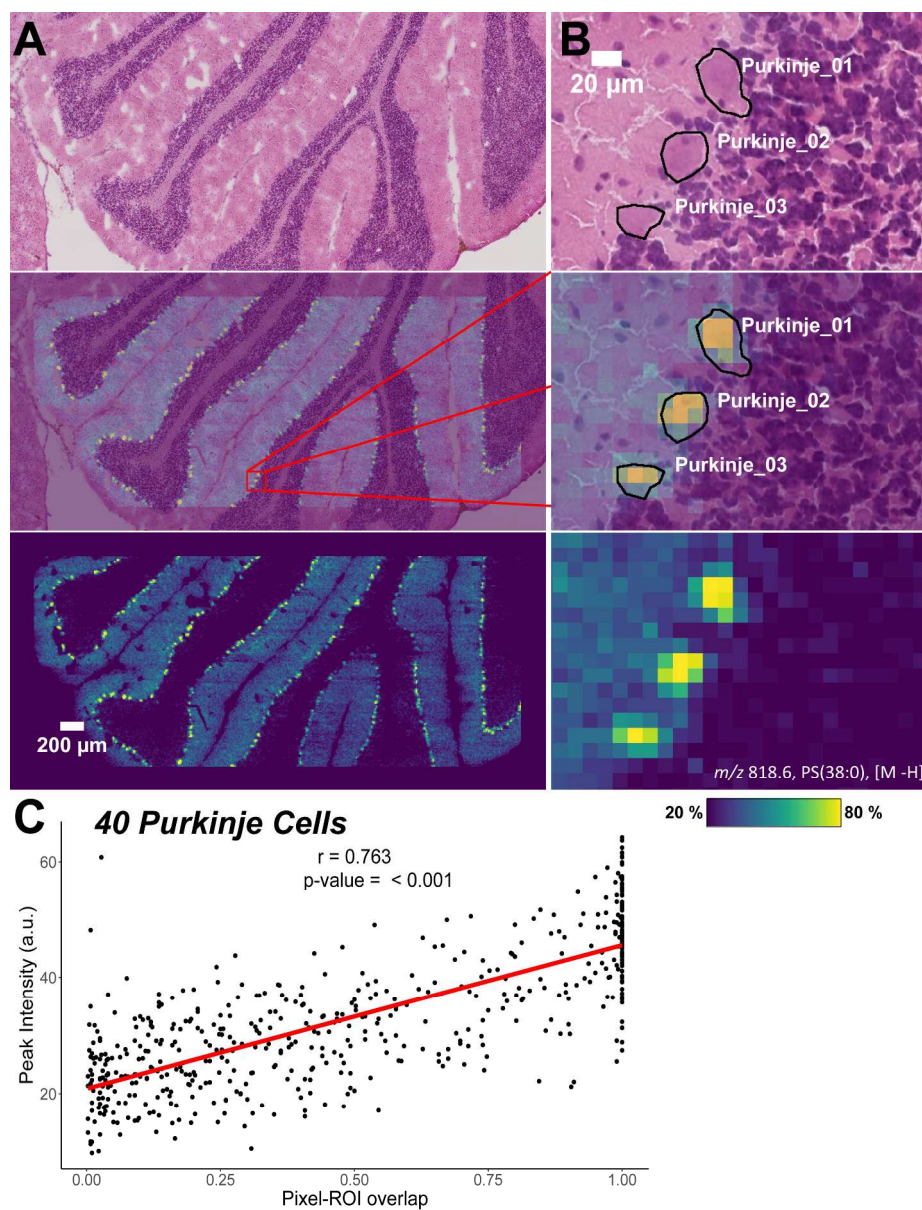 A
B
20 µm
Purkinje_01
Purkinje_02
Purkinje_03
Purkinje_01
Purkinje_02
Purkinje_03
200 µm
m/z 818.6, PS(38:0), [M -H]
20 %
80 %
C
40 Purkinje Cells
r = 0.763
p-value = < 0.001
Peak Intensity (a.u.)
60
40
20
0.00
0.25
0.50
0.75
1.00
Pixel-ROI overlap